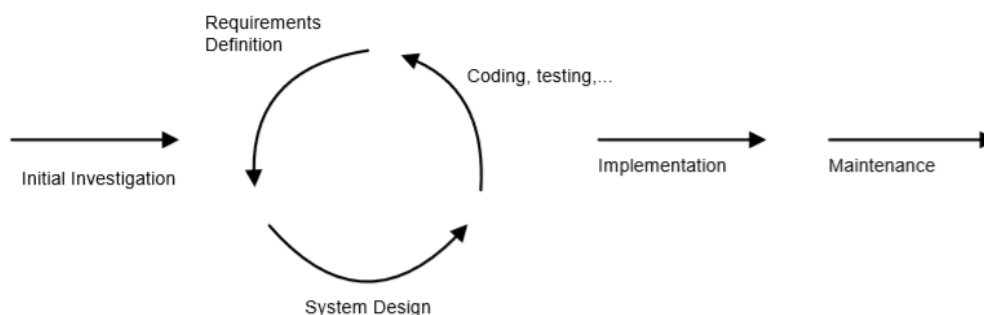 Requirements
Definition
Coding, testing,...
Initial Investigation
Implementation
Maintenance
System Design